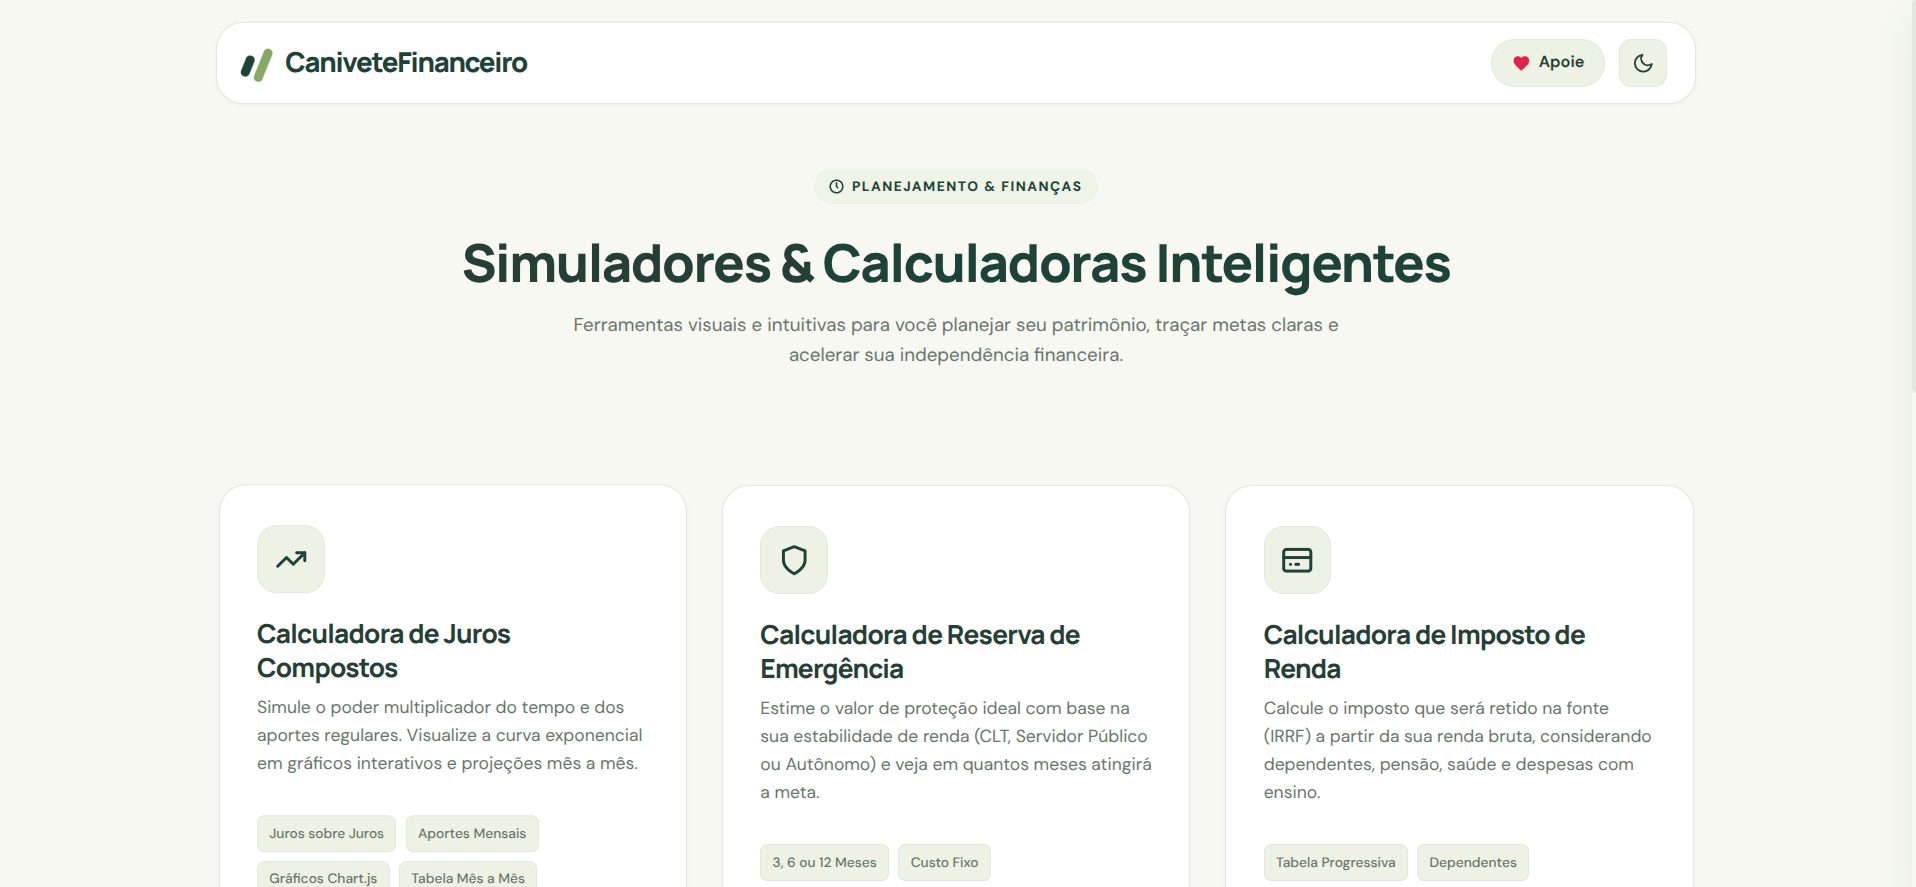 CaniveteFinanceiro
Apoie
PLANEJAMENTO & FINANÇAS
Simuladores & Calculadoras Inteligentes
Ferramentas visuais e intuitivas para você planejar seu patrimônio, traçar metas claras e
acelerar sua independência financeira.
Calculadora de Juros
Compostos
Simule o poder multiplicador do tempo e dos
aportes regulares. Visualize a curva exponencial
em gráficos interativos e projeções mês a mês.
Juros sobre Juros
Aportes Mensais
Gráficos Chart.js
Tabela Mês a Mês
Calculadora de Reserva de
Emergência
Estime o valor de proteção ideal com base na
sua estabilidade de renda (CLT, Servidor Público
ou Autônomo) e veja em quantos meses atingirá
a meta.
3, 6 ou 12 Meses
Custo Fixo
Calculadora de Imposto de
Renda
Calcule o imposto que será retido na fonte
(IRRF) a partir da sua renda bruta, considerando
dependentes, pensão, saúde e despesas com
ensino.
Tabela Progressiva
Dependentes